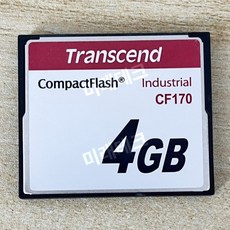 Transcend
CompactFlash® Industrial
CF170
4GB